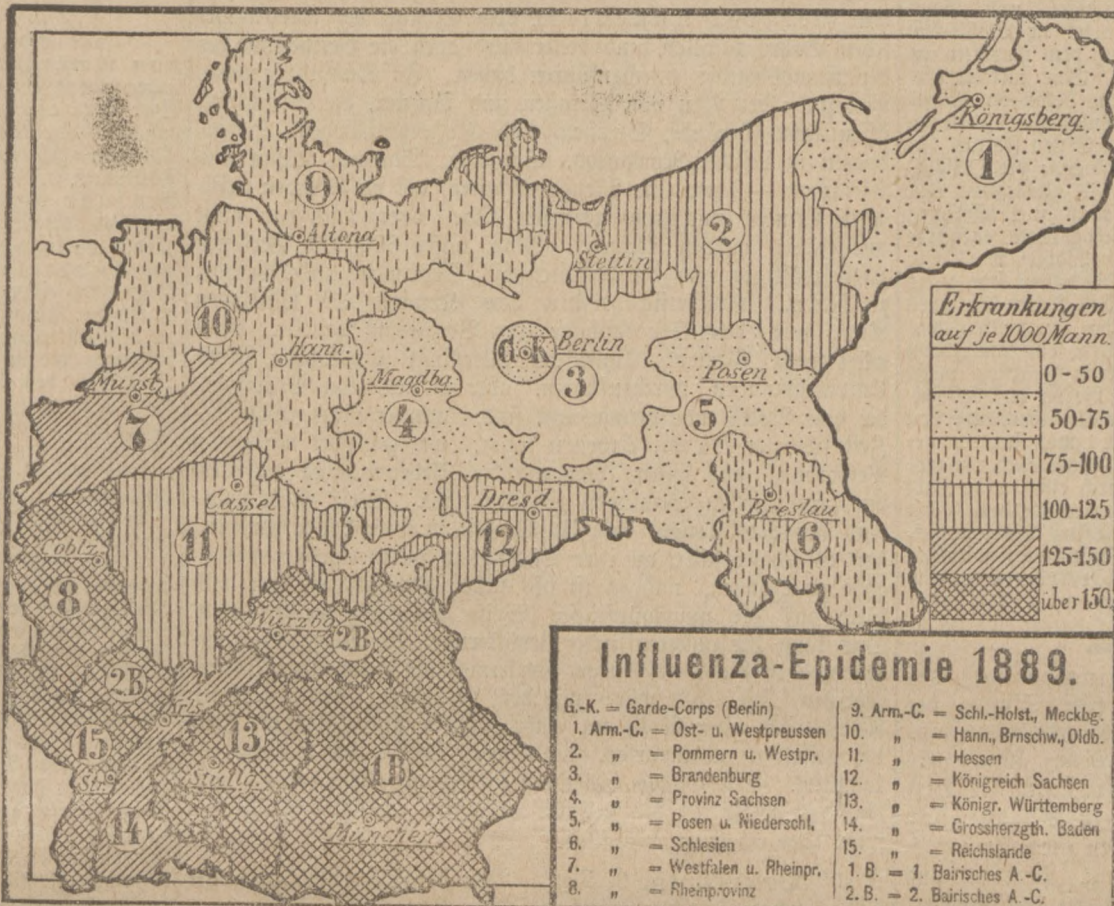 Königsberg
1
9
2
Altona
Stettin
Erkrankungen
auf je 1000 Mann.
10
G-K Berlin
0-50
Hann.
3
Posen
Münst.
Magdbg.
50-75
7
4
5
75-100
Cassel
Dresd.
Breslau
100-125
11
12
6
Coblz.
125-150
8
über 150
Würzbg.
2B
2B
15
13
Stuttg.
1B
Str.
14
München
Influenza-Epidemie 1889.
G.-K. = Garde-Corps (Berlin)
1. Arm.-C. = Ost- u. Westpreussen
2. „ = Pommern u. Westpr.
3. „ = Brandenburg
4. „ = Provinz Sachsen
5. „ = Posen u. Niederschl.
6. „ = Schlesien
7. „ = Westfalen u. Rheinpr.
8. „ = Rheinprovinz
9. Arm.-C. = Schl.-Holst., Meckbg.
10. „ = Hann., Brnschw., Oldb.
11. „ = Hessen
12. „ = Königreich Sachsen
13. „ = Königr. Württemberg
14. „ = Grossherzgth. Baden
15. „ = Reichslande
1. B. = 1. Bairisches A.-C.
2. B. = 2. Bairisches A.-C.